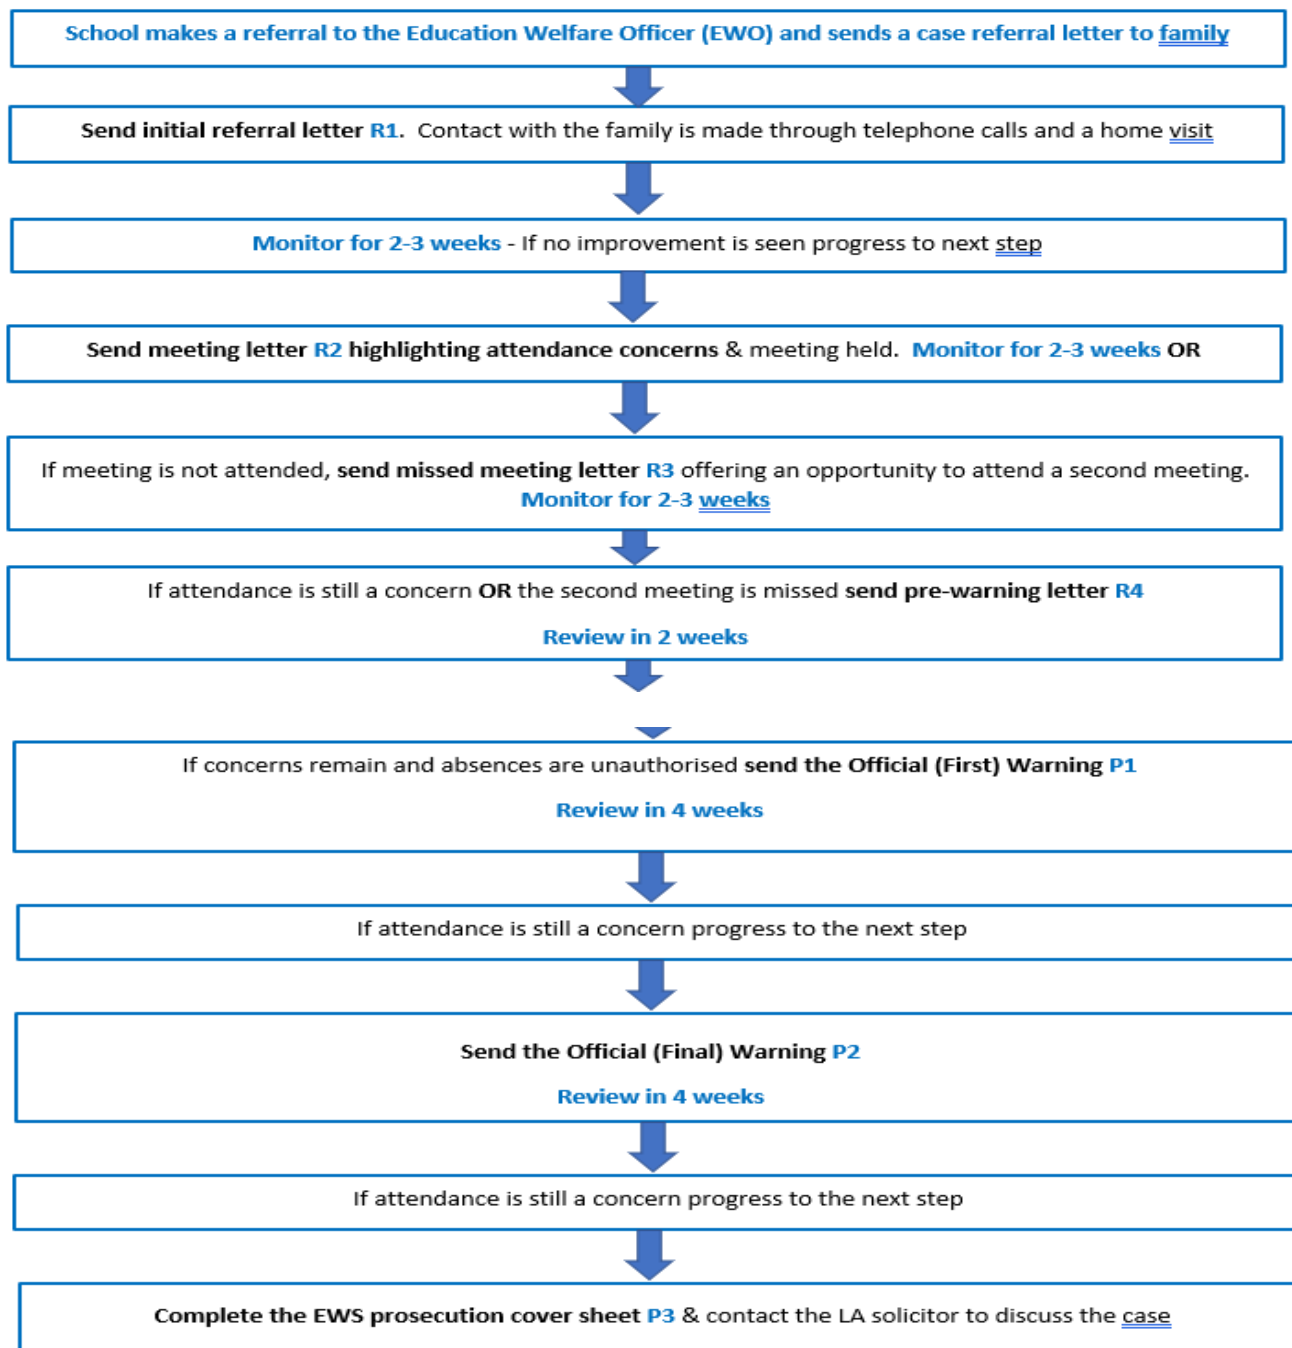 School makes a referral to the Education Welfare Officer (EWO) and sends a case referral letter to family
Send initial referral letter R1.  Contact with the family is made through telephone calls and a home visit
Monitor for 2-3 weeks - If no improvement is seen progress to next step
Send meeting letter R2 highlighting attendance concerns & meeting held.  Monitor for 2-3 weeks OR
If meeting is not attended, send missed meeting letter R3 offering an opportunity to attend a second meeting.
Monitor for 2-3 weeks
If attendance is still a concern OR the second meeting is missed send pre-warning letter R4
Review in 2 weeks
If concerns remain and absences are unauthorised send the Official (First) Warning P1
Review in 4 weeks
If attendance is still a concern progress to the next step
Send the Official (Final) Warning P2
Review in 4 weeks
If attendance is still a concern progress to the next step
Complete the EWS prosecution cover sheet P3 & contact the LA solicitor to discuss the case